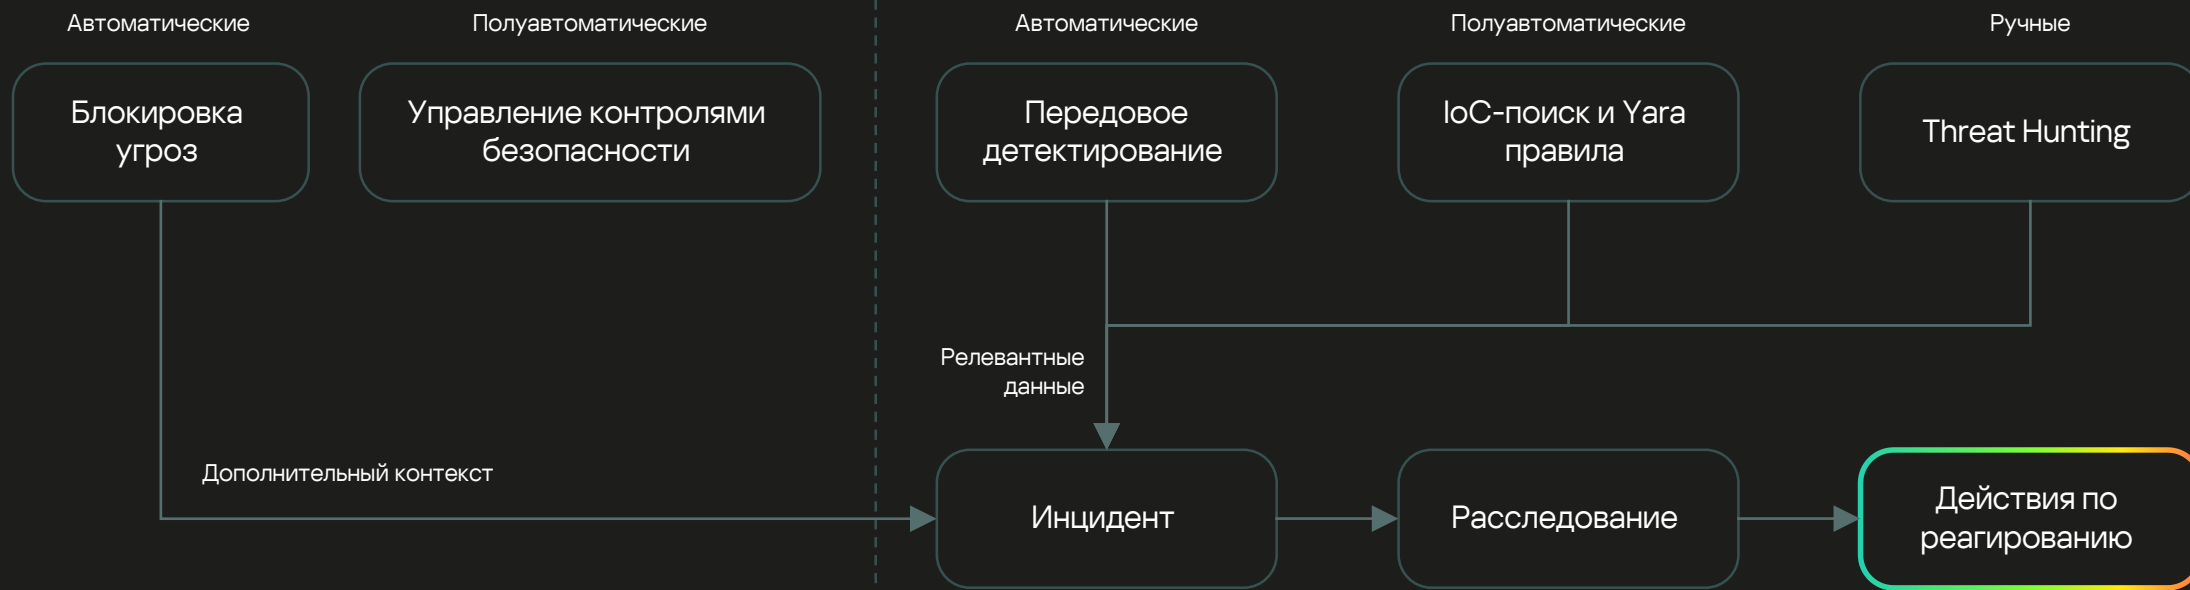 Автоматические
Полуавтоматические
Автоматические
Полуавтоматические
Ручные
Блокировка
угроз
Управление контролями
безопасности
Передовое
детектирование
IoC-поиск и Yara
правила
Threat Hunting
Релевантные
данные
Дополнительный контекст
Инцидент
Расследование
Действия по
реагированию